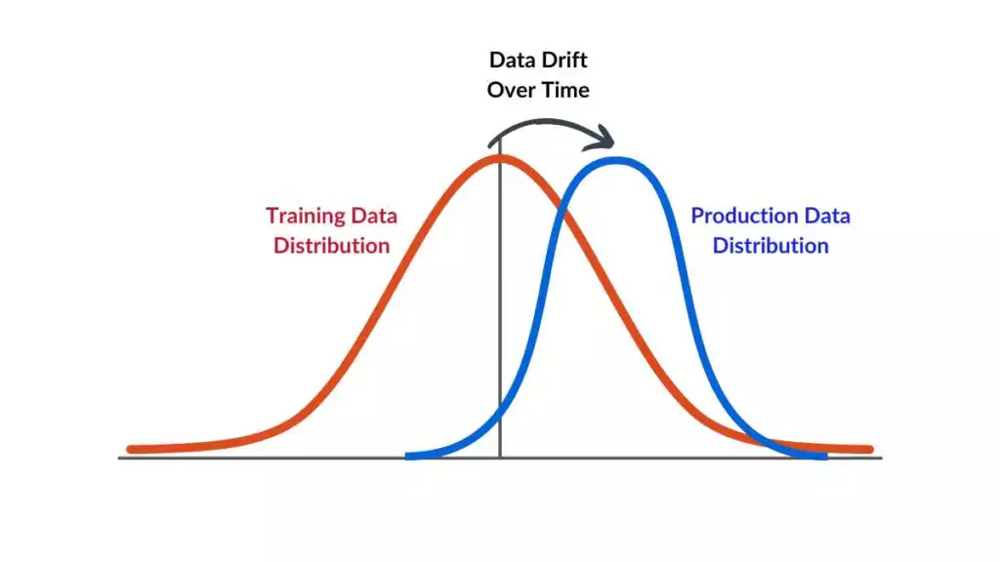 Data Drift
Over Time
Training Data
Distribution
Production Data
Distribution